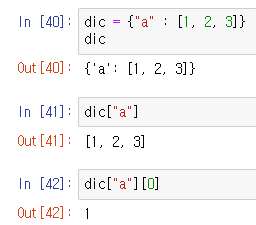 In [40]: dic = {"a" : [1, 2, 3]}
dic
Out[40]: {'a': [1, 2, 3]}
In [41]: dic["a"]
Out[41]: [1, 2, 3]
In [42]: dic["a"][0]
Out[42]: 1